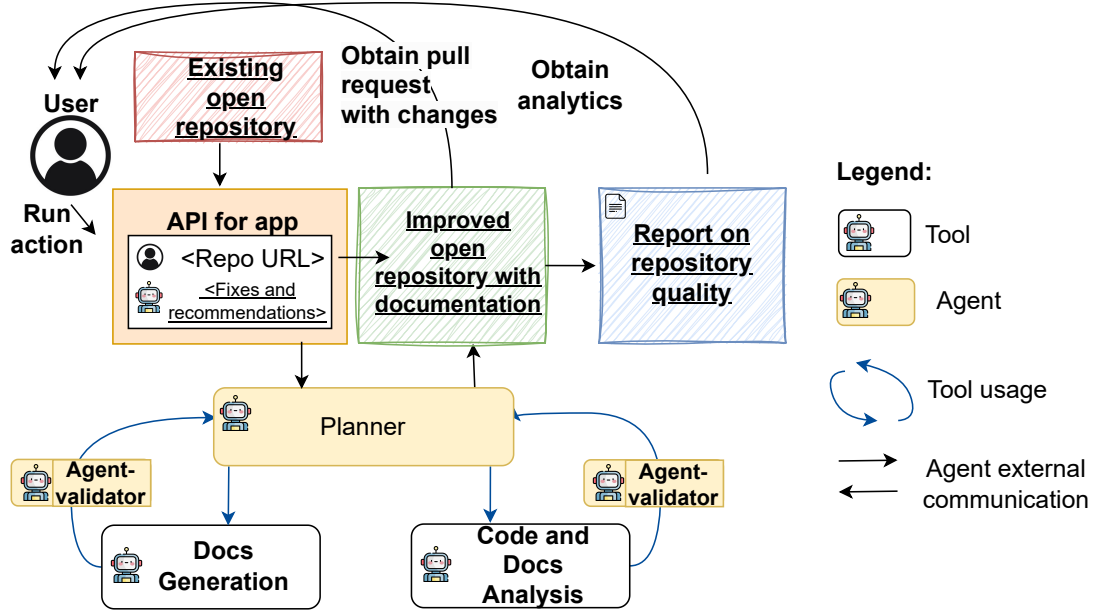 User
Existing
open
repository
Obtain pull
request
with changes
Obtain
analytics
Run
action
API for app
<Repo URL>
<Fixes and
recommendations>
Improved
open
repository with
documentation
Report on
repository
quality
Planner
Agent-
validator
Agent-
validator
Docs
Generation
Code and
Docs
Analysis
Legend:
Tool
Agent
Tool usage
Agent external
communication